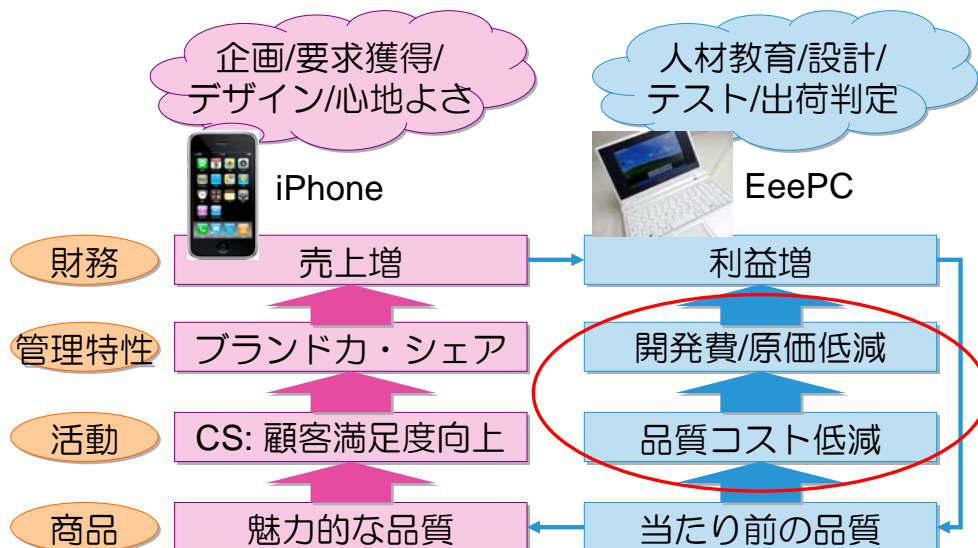 企画/要求獲得/
デザイン/心地よさ
人材教育/設計/
テスト/出荷判定
iPhone
EeePC
財務
売上増
利益増
管理特性
ブランド力・シェア
開発費/原価低減
活動
CS: 顧客満足度向上
品質コスト低減
商品
魅力的な品質
当たり前の品質